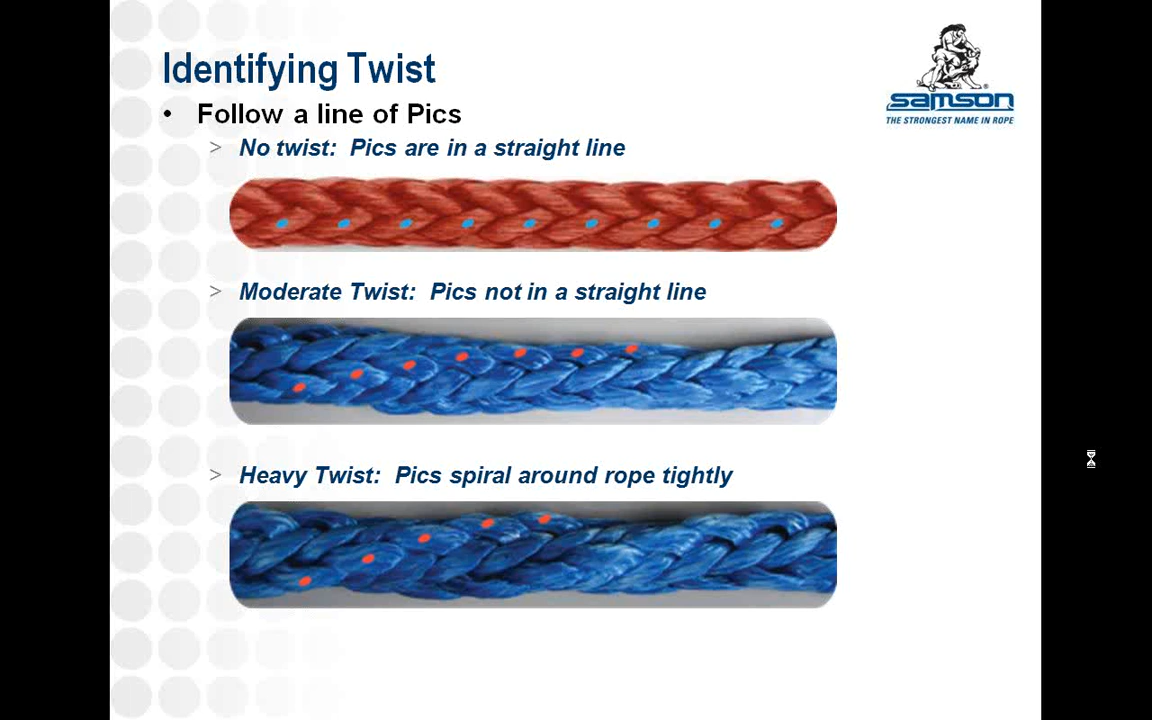 Identifying Twist
• Follow a line of Pics
> No twist: Pics are in a straight line
> Moderate Twist: Pics not in a straight line
> Heavy Twist: Pics spiral around rope tightly
samson
THE STRONGEST NAME IN ROPE